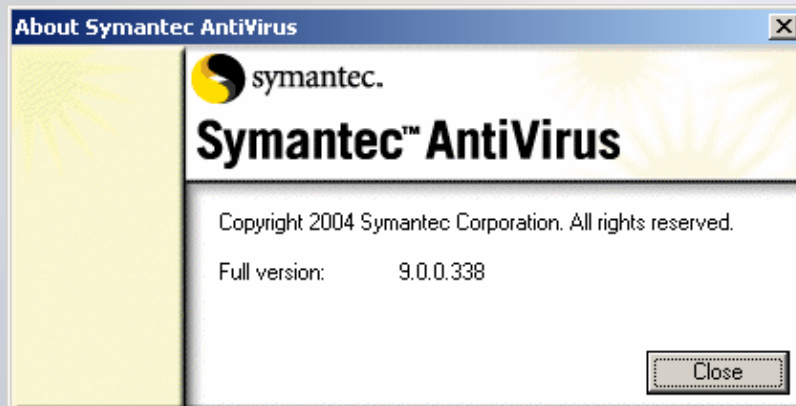 About Symantec AntiVirus
symantec.
Symantec™ AntiVirus
Copyright 2004 Symantec Corporation. All rights reserved.
Full version: 9.0.0.338
Close